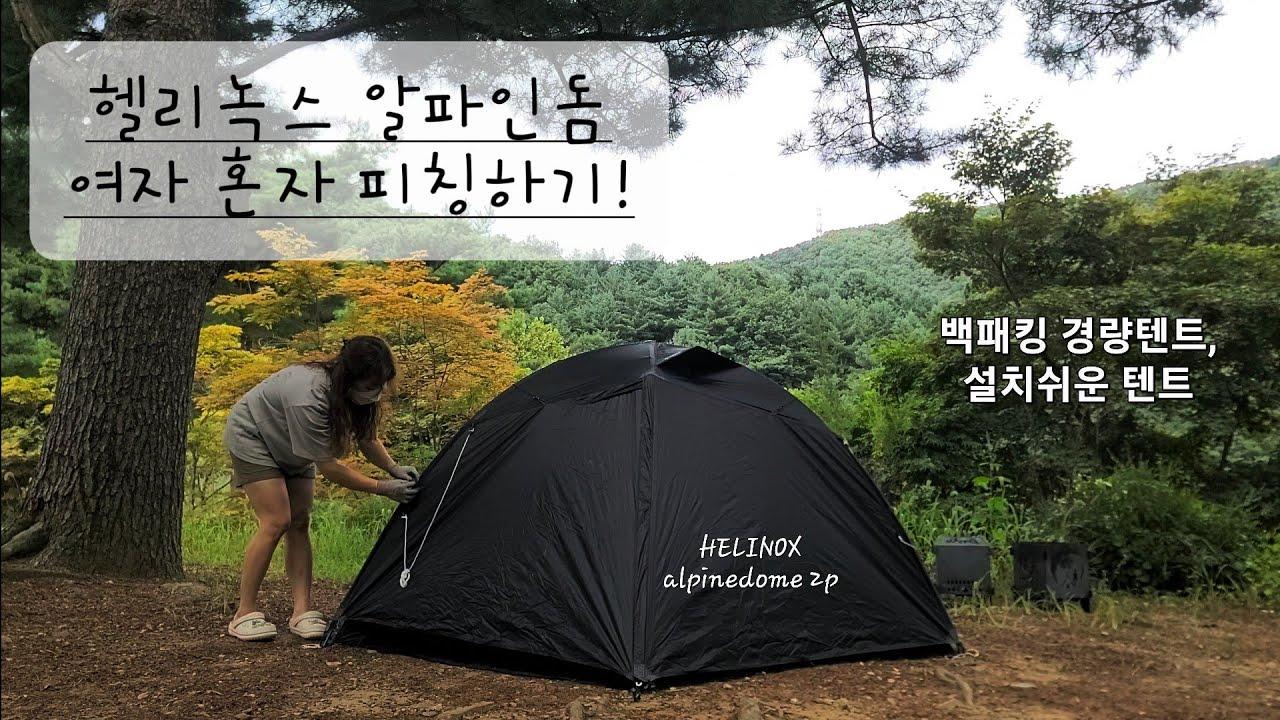 헬리녹스 알파인돔
여자 혼자 피칭하기!
백패킹 경량텐트,
설치쉬운 텐트
HELINOX
alpinedome 2p